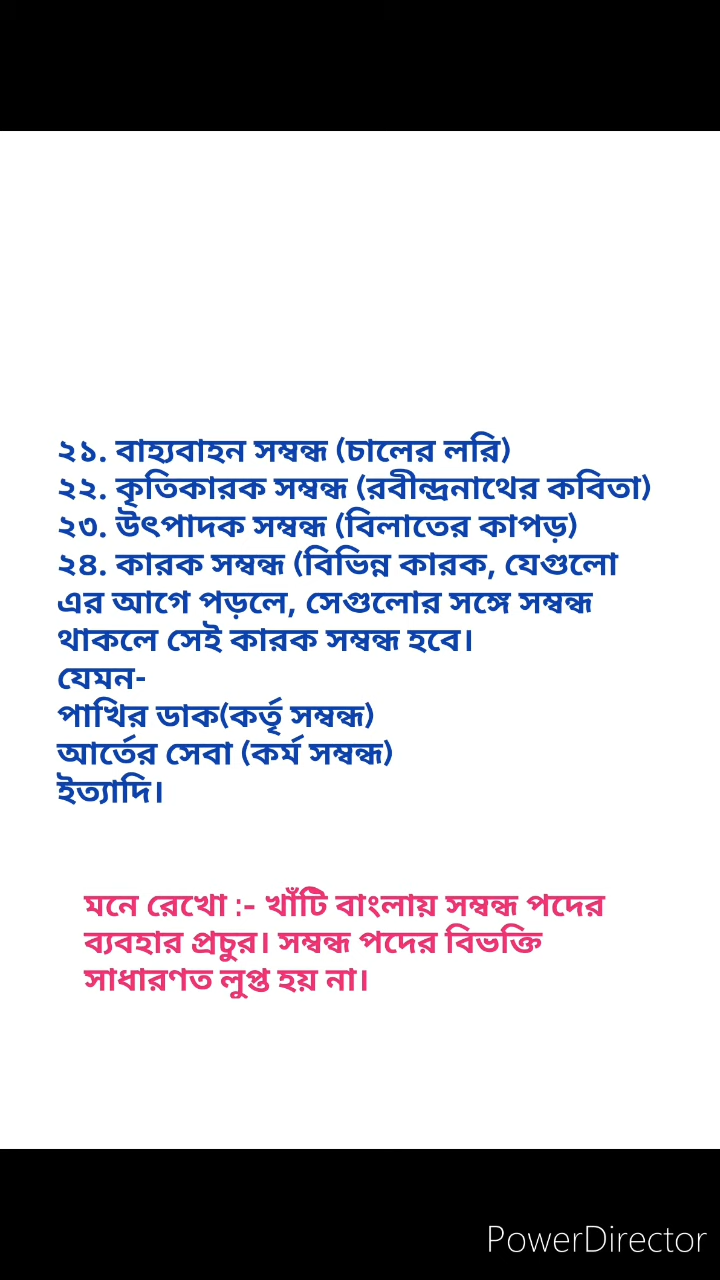 ২১. বাহ্যবাহন সম্বন্ধ (চালের লরি)
২২. কৃতিকারক সম্বন্ধ (রবীন্দ্রনাথের কবিতা)
২৩. উৎপাদক সম্বন্ধ (বিলাতের কাপড়)
২৪. কারক সম্বন্ধ (বিভিন্ন কারক, যেগুলো
এর আগে পড়লে, সেগুলোর সঙ্গে সম্বন্ধ
থাকলে সেই কারক সম্বন্ধ হবে।
যেমন-
পাখির ডাক(কর্তৃ সম্বন্ধ)
আর্তের সেবা (কর্ম সম্বন্ধ)
ইত্যাদি।
মনে রেখো :- খাঁটি বাংলায় সম্বন্ধ পদের
ব্যবহার প্রচুর। সম্বন্ধ পদের বিভক্তি
সাধারণত লুপ্ত হয় না।
PowerDirector